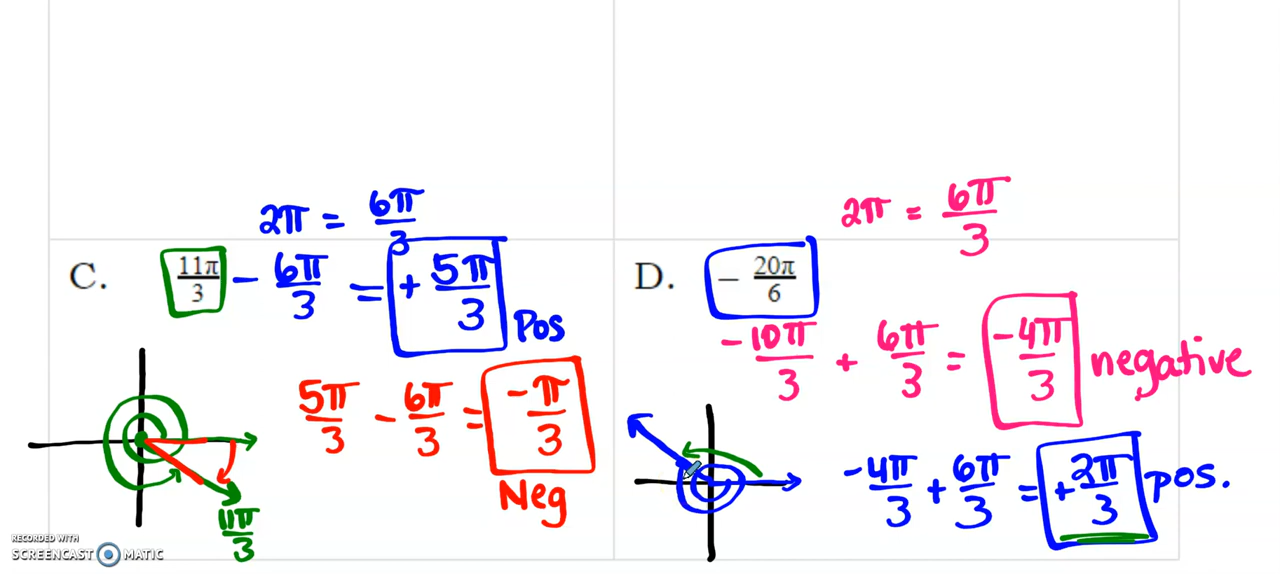 2π = 6π/3
C. 11π/3 - 6π/3 = + 5π/3 Pos
5π/3 - 6π/3 = -π/3
Neg
11π/3
2π = 6π/3
D. - 20π/6
-10π/3 + 6π/3 = -4π/3 negative
-4π/3 + 6π/3 = +2π/3 pos.
RECORDED WITH
SCREENCAST MATIC